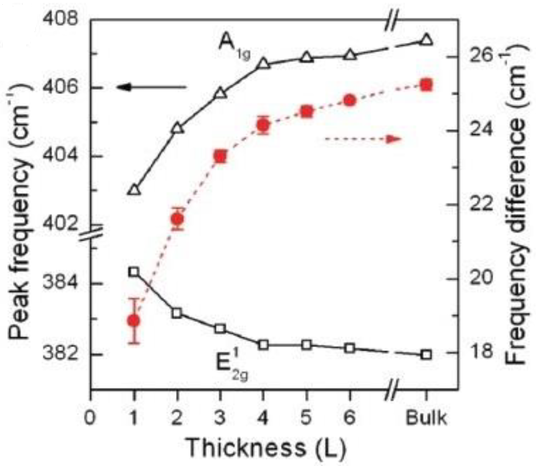 408
406
404
402
384
382
Peak frequency (cm⁻¹)
A₁g
E¹₂g
26
24
22
20
18
Frequency difference (cm⁻¹)
0 1 2 3 4 5 6 Bulk
Thickness (L)